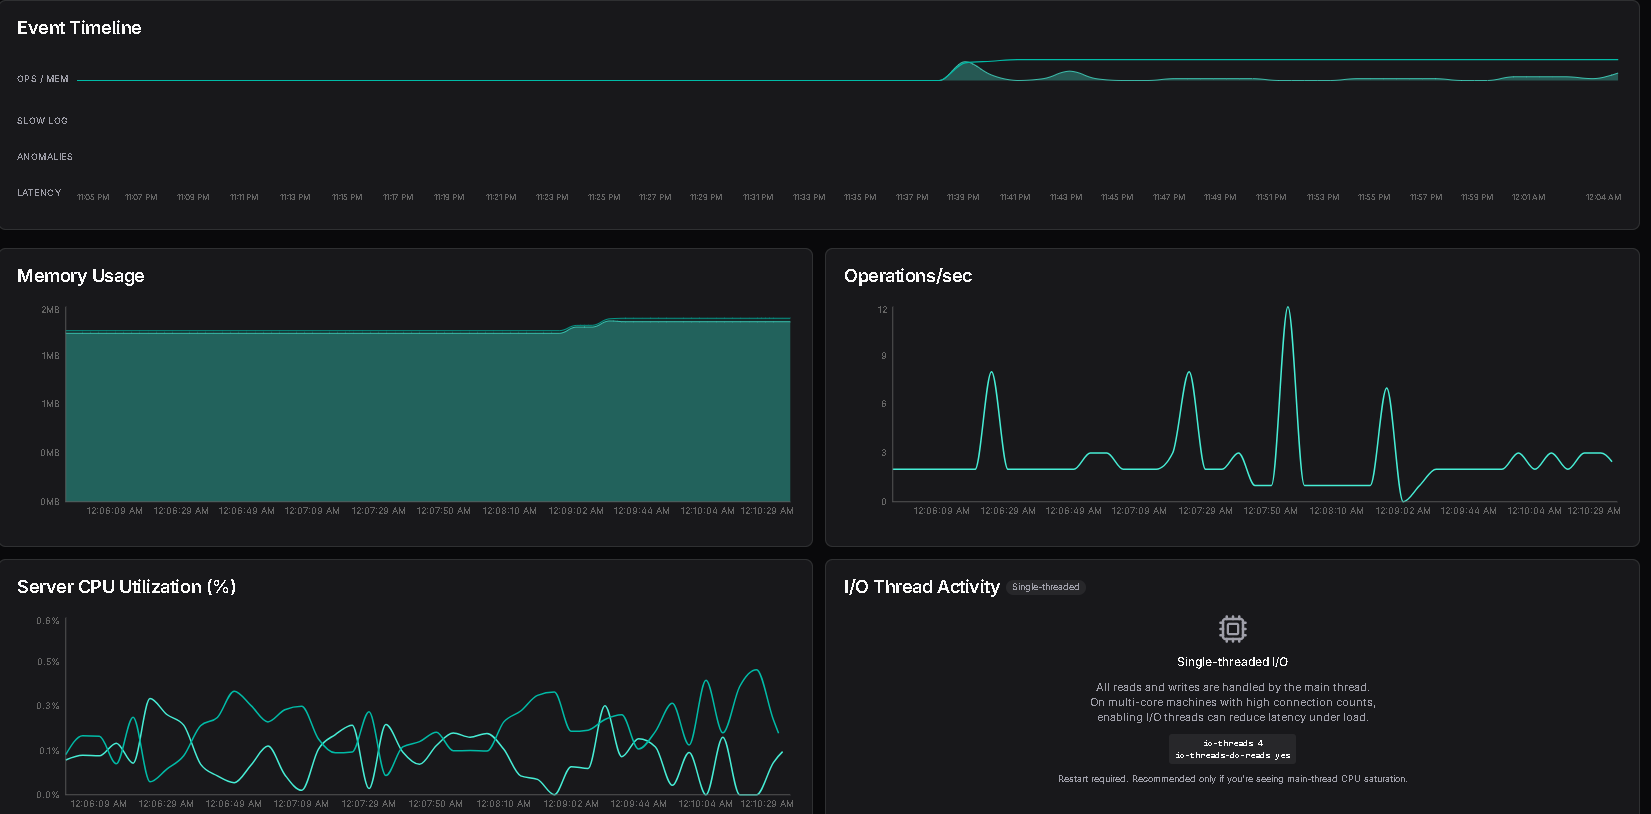 Event Timeline
OPS / MEM
SLOW LOG
ANOMALIES
LATENCY
11:05 PM 11:07 PM 11:09 PM 11:11 PM 11:13 PM 11:15 PM 11:17 PM 11:19 PM 11:21 PM 11:23 PM 11:25 PM 11:27 PM 11:29 PM 11:31 PM 11:33 PM 11:35 PM 11:37 PM 11:39 PM 11:41 PM 11:43 PM 11:45 PM 11:47 PM 11:49 PM 11:51 PM 11:53 PM 11:55 PM 11:57 PM 11:59 PM 12:01 AM 12:04 AM
Memory Usage
2MB
1MB
1MB
0MB
0MB
12:06:09 AM 12:06:29 AM 12:06:49 AM 12:07:09 AM 12:07:29 AM 12:07:50 AM 12:08:10 AM 12:09:02 AM 12:09:44 AM 12:10:04 AM 12:10:29 AM
Operations/sec
12
9
6
3
0
12:06:09 AM 12:06:29 AM 12:06:49 AM 12:07:09 AM 12:07:29 AM 12:07:50 AM 12:08:10 AM 12:09:02 AM 12:09:44 AM 12:10:04 AM 12:10:29 AM
Server CPU Utilization (%)
0.6%
0.5%
0.3%
0.1%
0.0%
12:06:09 AM 12:06:29 AM 12:06:49 AM 12:07:09 AM 12:07:29 AM 12:07:50 AM 12:08:10 AM 12:09:02 AM 12:09:44 AM 12:10:04 AM 12:10:29 AM
I/O Thread Activity Single-threaded
Single-threaded I/O
All reads and writes are handled by the main thread.
On multi-core machines with high connection counts,
enabling I/O threads can reduce latency under load.
io-threads 4
io-threads-do-reads yes
Restart required. Recommended only if you're seeing main-thread CPU saturation.